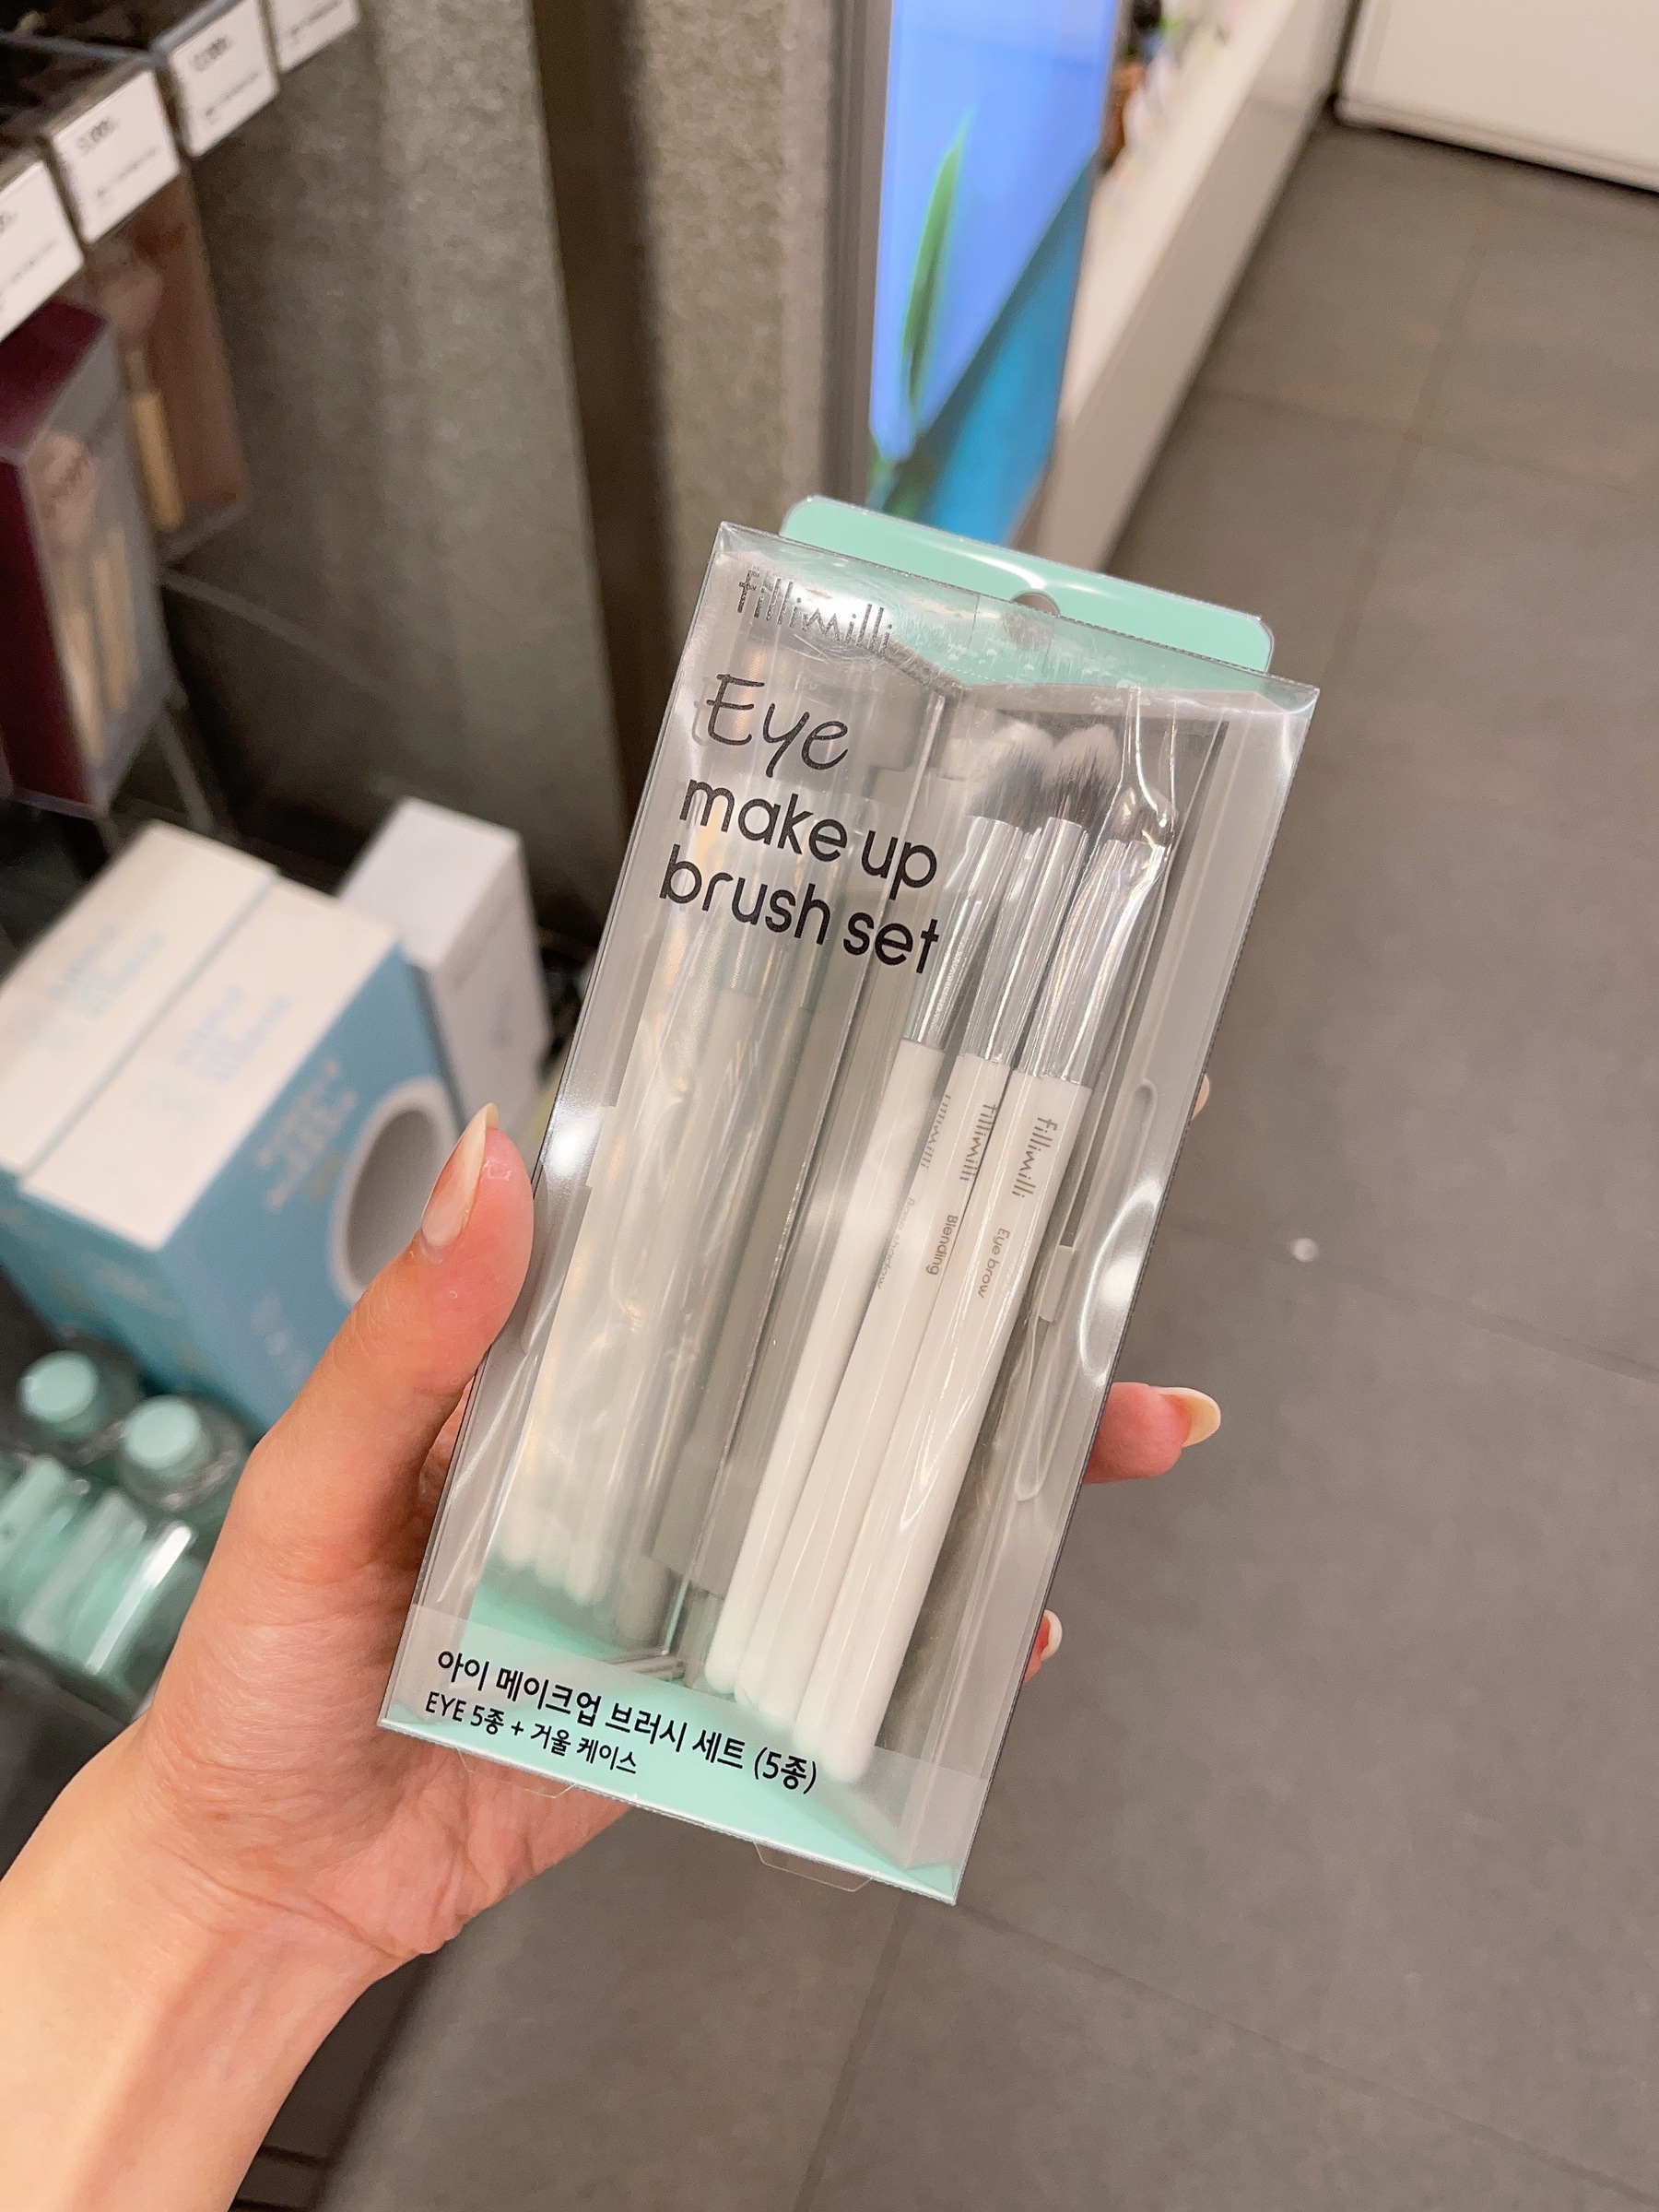 fillimilli
Eye
make up
brush set
fillimilli
fillimilli Blending
fillimilli Eye brow
아이 메이크업 브러시 세트 (5종)
EYE 5종 + 거울 케이스